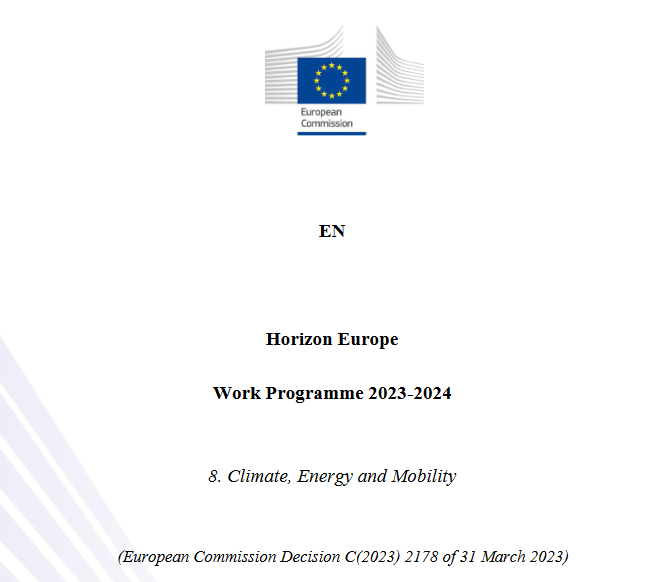 European
Commission
EN
Horizon Europe
Work Programme 2023-2024
8. Climate, Energy and Mobility
(European Commission Decision C(2023) 2178 of 31 March 2023)